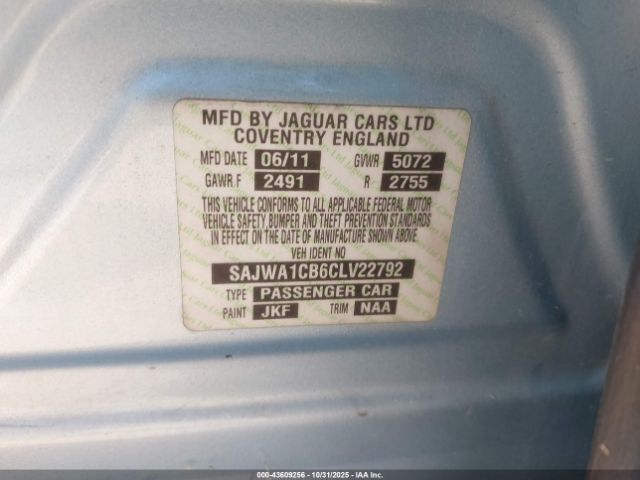 MFD BY JAGUAR CARS LTD
COVENTRY ENGLAND
MFD DATE 06/11 GVWR 5072
GAWR.F 2491 R 2755
THIS VEHICLE CONFORMS TO ALL APPLICABLE FEDERAL MOTOR
VEHICLE SAFETY BUMPER AND THEFT PREVENTION STANDARDS
IN EFFECT ON THE DATE OF MANUFACTURE SHOWN ABOVE
VEH IDENT NO
SAJWA1CB6CLV22792
TYPE PASSENGER CAR
PAINT JKF TRIM NAA
000-43609256 - 10/31/2025 - IAA Inc.